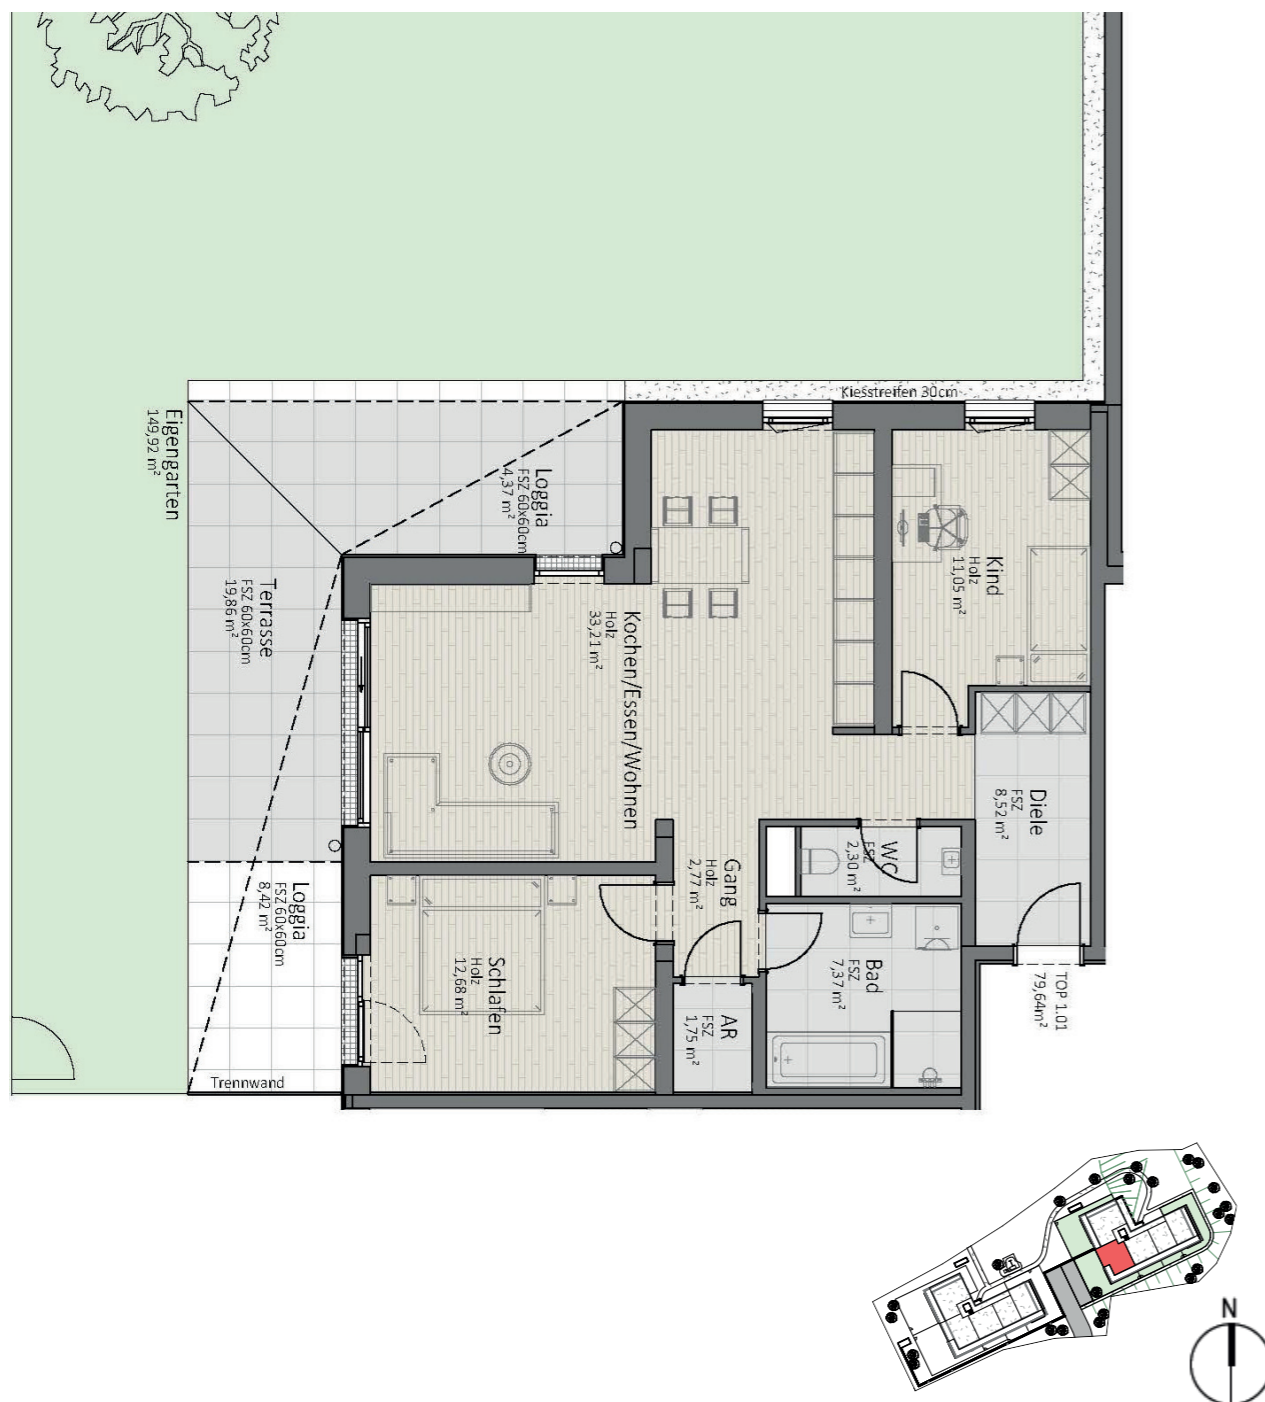 Kiesstreifen 30cm
Eigengarten
149,92 m²
Loggia
FSZ 60x60cm
4,37 m²
Terrasse
FSZ 60x60cm
19,86 m²
Kochen/Essen/Wohnen
Holz
33,21 m²
Kind
Holz
11,05 m²
Diele
FSZ
8,52 m²
WC
FSZ
2,30 m²
Gang
Holz
2,77 m²
Loggia
FSZ 60x60cm
8,42 m²
Schlafen
Holz
12,68 m²
AR
FSZ
1,75 m²
Bad
FSZ
7,37 m²
TOP 1.01
79,64m²
Trennwand
N